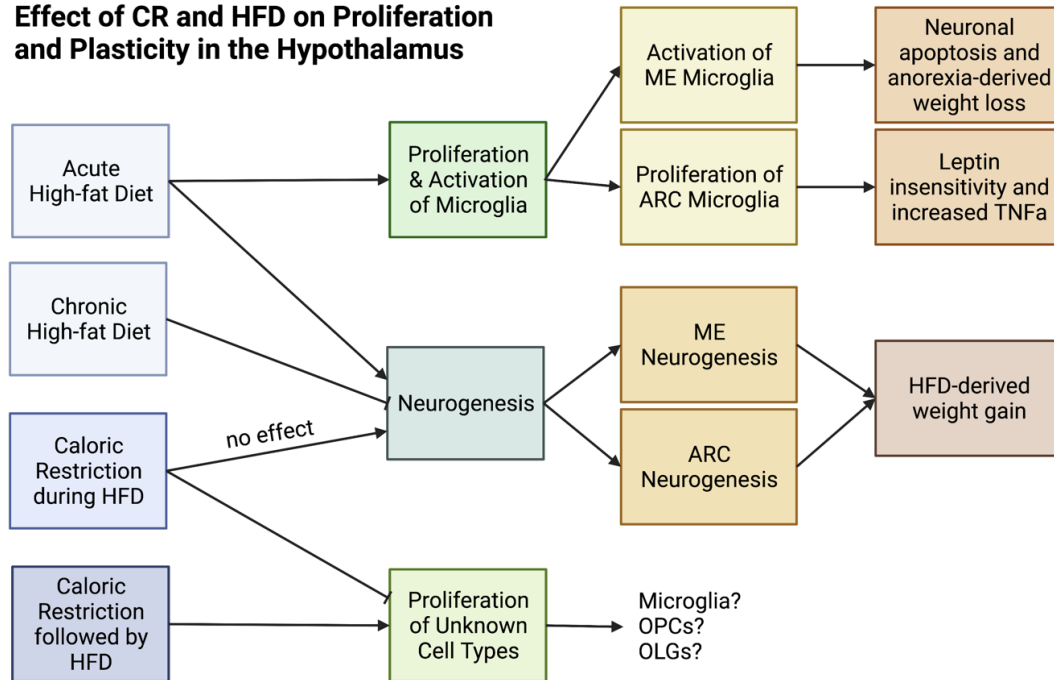 Effect of CR and HFD on Proliferation
and Plasticity in the Hypothalamus
Acute
High-fat Diet
Chronic
High-fat Diet
Caloric
Restriction
during HFD
Caloric
Restriction
followed by
HFD
no effect
Proliferation
& Activation
of Microglia
Neurogenesis
Proliferation
of Unknown
Cell Types
Activation of
ME Microglia
Proliferation of
ARC Microglia
ME
Neurogenesis
ARC
Neurogenesis
Microglia?
OPCs?
OLGs?
Neuronal
apoptosis and
anorexia-derived
weight loss
Leptin
insensitivity and
increased TNFa
HFD-derived
weight gain